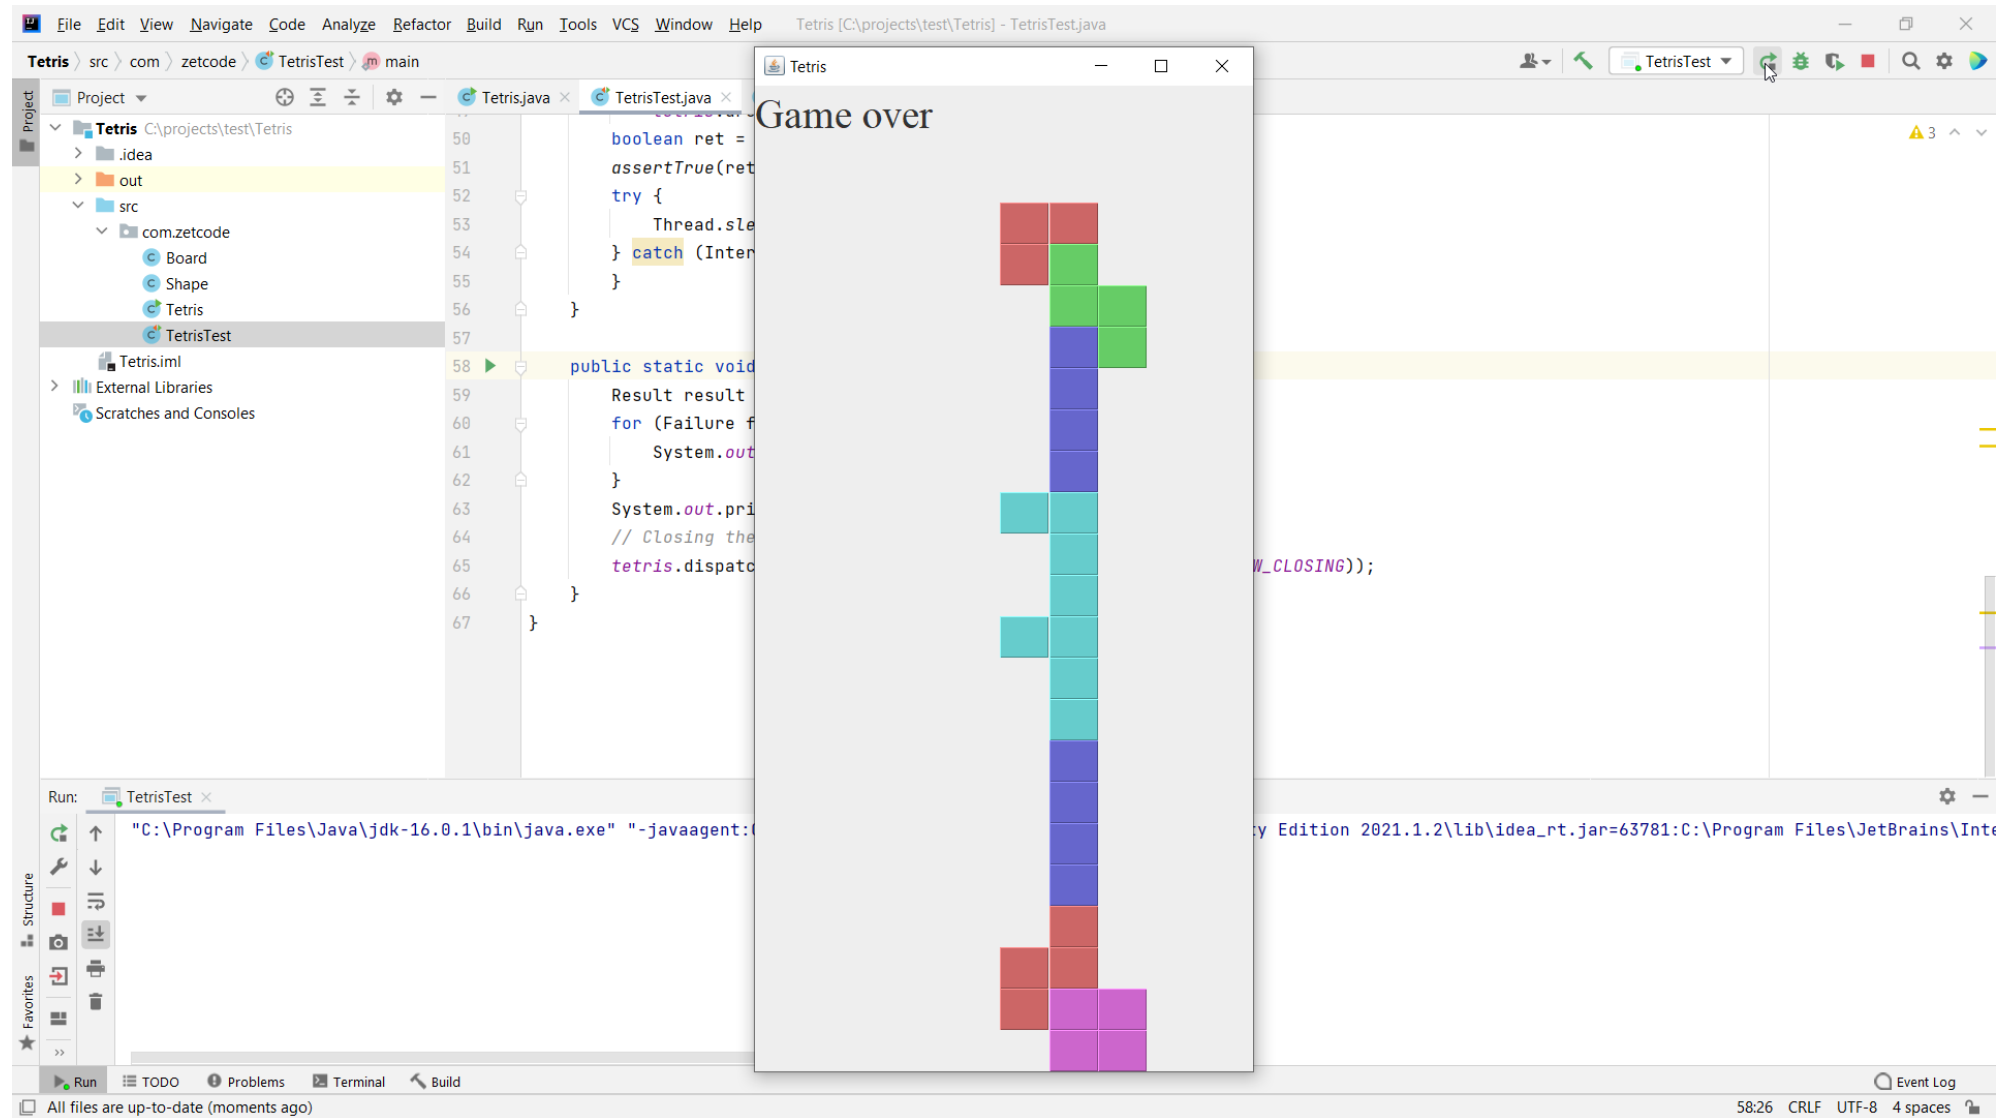 File Edit View Navigate Code Analyze Refactor Build Run Tools VCS Window Help Tetris [C:\projects\test\Tetris] - TetrisTest.java
Tetris src com zetcode TetrisTest main
TetrisTest
Project
Tetris.java TetrisTest.java
Tetris C:\projects\test\Tetris
.idea
out
src
com.zetcode
Board
Shape
Tetris
TetrisTest
Tetris.iml
External Libraries
Scratches and Consoles
Project
Structure
Favorites
50 boolean ret =
51 assertTrue(ret
52 try {
53 Thread.sle
54 } catch (Inter
55 }
56 }
57
58 public static void
59 Result result
60 for (Failure f
61 System.out
62 }
63 System.out.pri
64 // Closing the
65 tetris.dispatc W_CLOSING));
66 }
67 }
3
Tetris
Game over
Run: TetrisTest
"C:\Program Files\Java\jdk-16.0.1\bin\java.exe" "-javaagent: y Edition 2021.1.2\lib\idea_rt.jar=63781:C:\Program Files\JetBrains\Inte
Run TODO Problems Terminal Build Event Log
All files are up-to-date (moments ago) 58:26 CRLF UTF-8 4 spaces